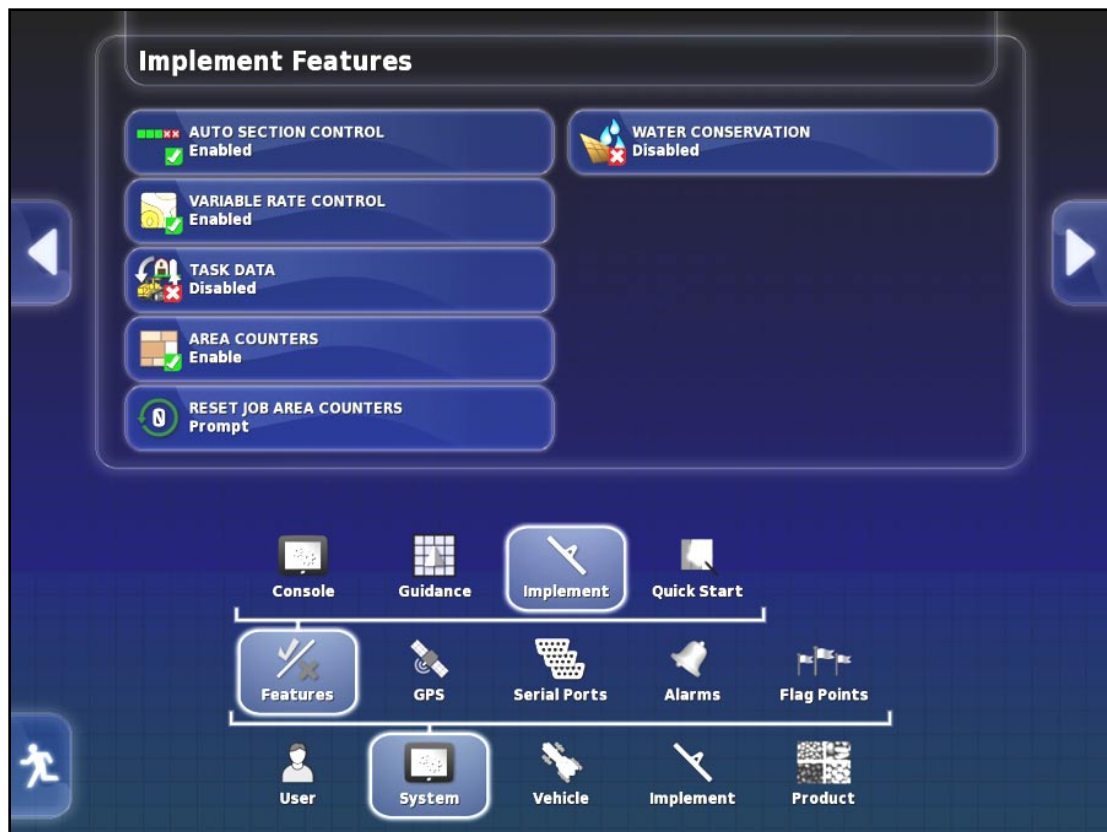 Implement Features
AUTO SECTION CONTROL
Enabled
VARIABLE RATE CONTROL
Enabled
TASK DATA
Disabled
AREA COUNTERS
Enable
0
RESET JOB AREA COUNTERS
Prompt
WATER CONSERVATION
Disabled
Console
Guidance
Implement
Quick Start
Features
GPS
Serial Ports
Alarms
Flag Points
User
System
Vehicle
Implement
Product